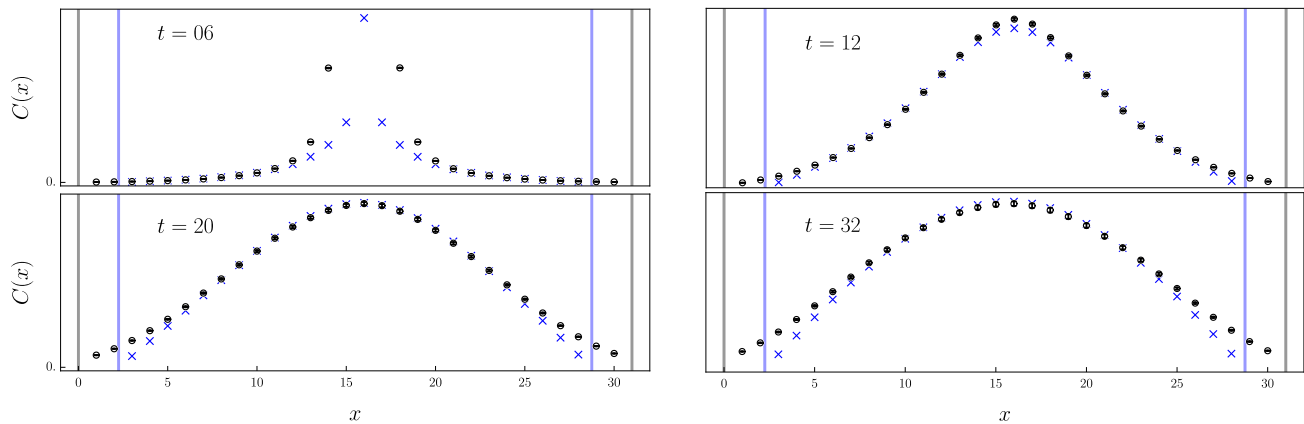 t = 06
C(x)
0.
t = 12
t = 20
C(x)
0.
0 5 10 15 20 25 30
x
t = 32
0 5 10 15 20 25 30
x